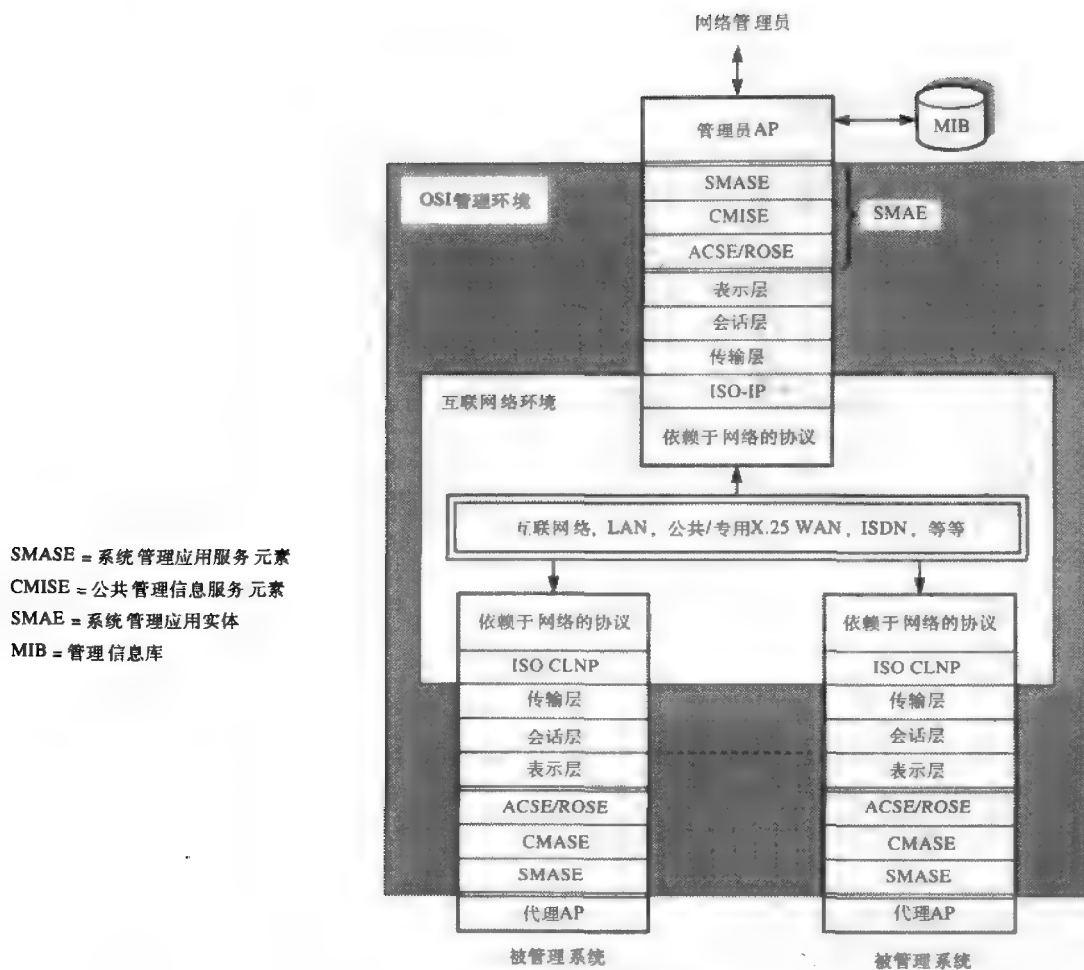 网络管理员
管理员AP
MIB
OSI管理环境
SMASE
CMISE
SMAE
ACSE/ROSE
表示层
会话层
传输层
互联网络环境
ISO-IP
依赖于网络的协议
互联网络, LAN, 公共/专用X.25 WAN, ISDN, 等等
SMASE = 系统管理应用服务元素
CMISE = 公共管理信息服务元素
SMAE = 系统管理应用实体
MIB = 管理信息库
依赖于网络的协议
ISO CLNP
传输层
会话层
表示层
ACSE/ROSE
CMASE
SMASE
代理AP
被管理系统
依赖于网络的协议
ISO CLNP
传输层
会话层
表示层
ACSE/ROSE
CMASE
SMASE
代理AP
被管理系统